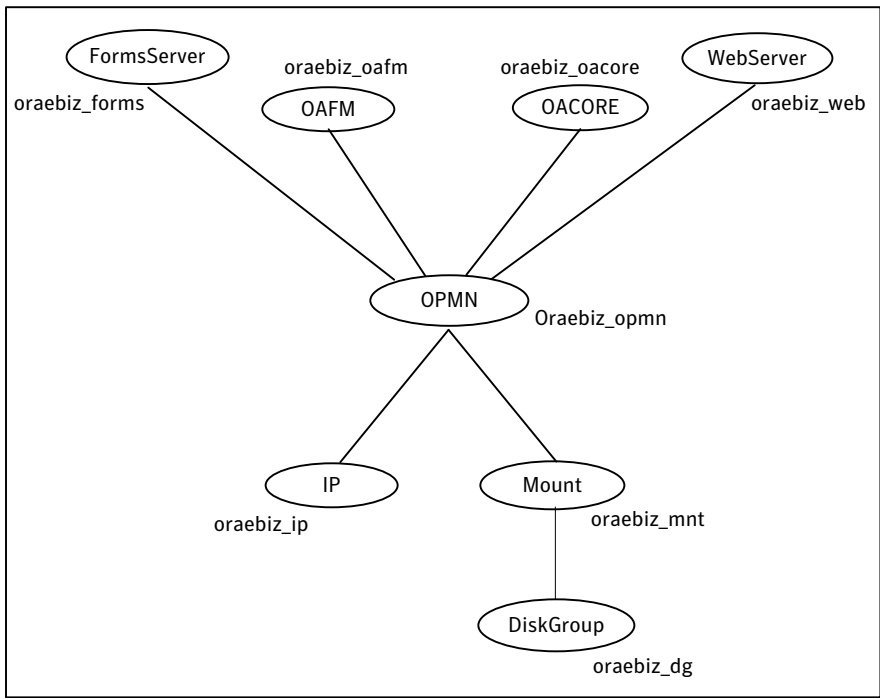 FormsServer
oraebiz_forms
oraebiz_oafm
OAFM
oraebiz_oacore
OACORE
WebServer
oraebiz_web
OPMN
Oraebiz_opmn
IP
oraebiz_ip
Mount
oraebiz_mnt
DiskGroup
oraebiz_dg